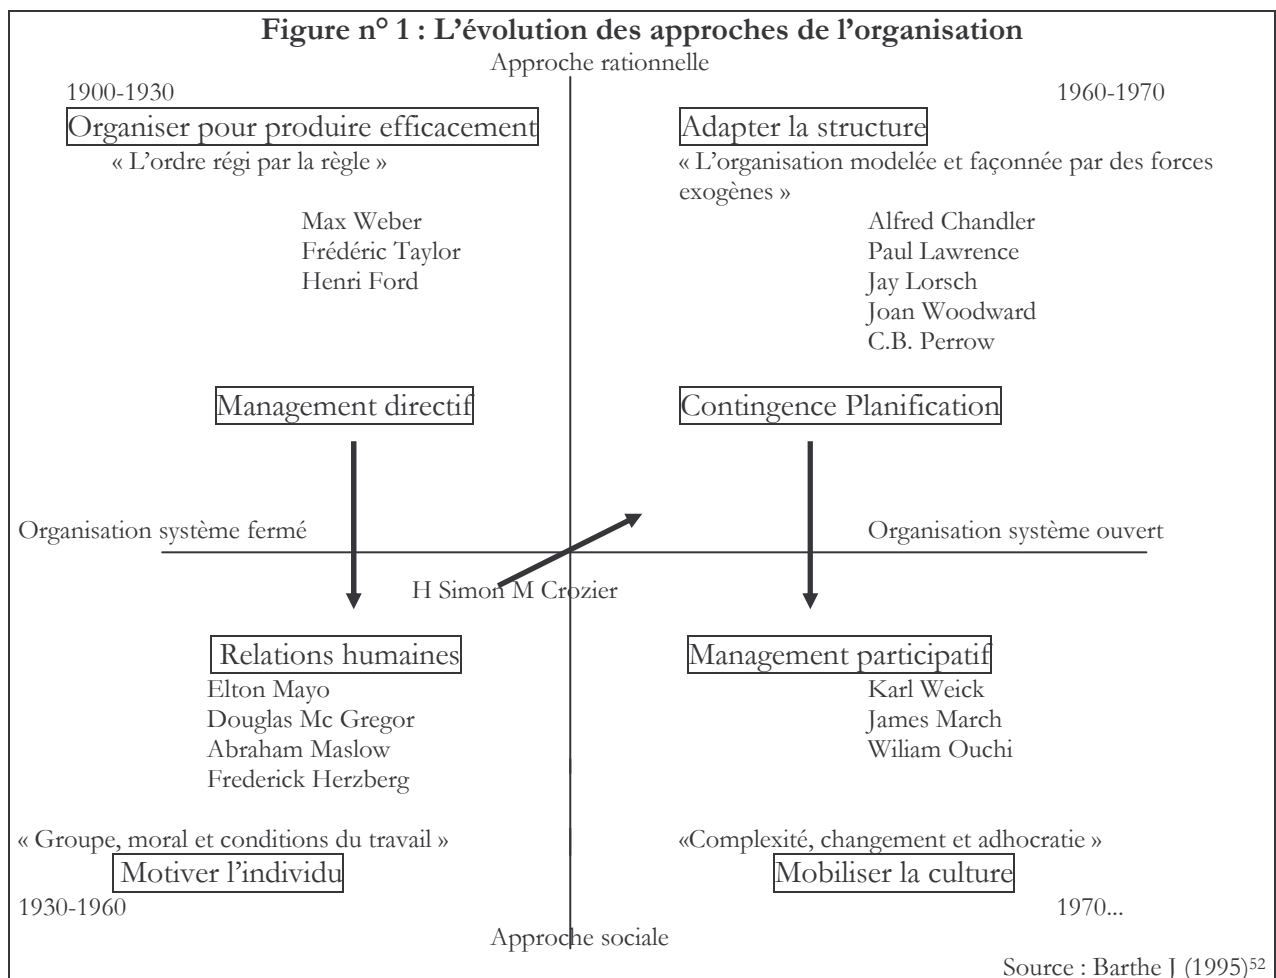 Figure n° 1 : L’évolution des approches de l’organisation
Approche rationnelle
1900-1930
Organiser pour produire efficacement
« L’ordre régi par la règle »
Max Weber
Frédéric Taylor
Henri Ford
Management directif
1960-1970
Adapter la structure
« L’organisation modelée et façonnée par des forces
exogènes »
Alfred Chandler
Paul Lawrence
Jay Lorsch
Joan Woodward
C.B. Perrow
Contingence Planification
Organisation système fermé
Organisation système ouvert
H Simon M Crozier
Relations humaines
Elton Mayo
Douglas Mc Gregor
Abraham Maslow
Frederick Herzberg
« Groupe, moral et conditions du travail »
Motiver l’individu
1930-1960
Management participatif
Karl Weick
James March
Wiliam Ouchi
«Complexité, changement et adhocratie »
Mobiliser la culture
1970...
Approche sociale
Source : Barthe J (1995)52